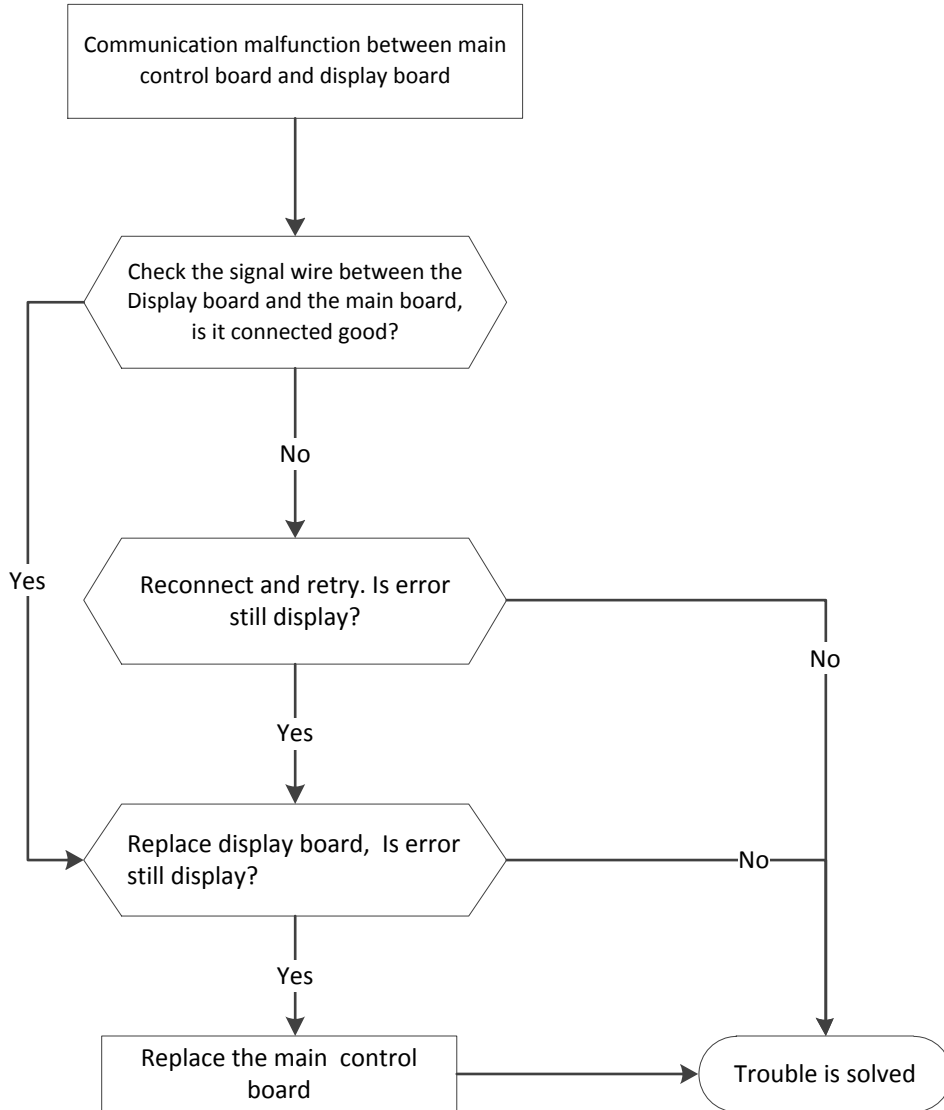 Communication malfunction between main
control board and display board
Check the signal wire between the
Display board and the main board,
is it connected good?
No
Yes
Reconnect and retry. Is error
still display?
No
Yes
Replace display board, Is error
still display?
No
Yes
Replace the main control
board
Trouble is solved